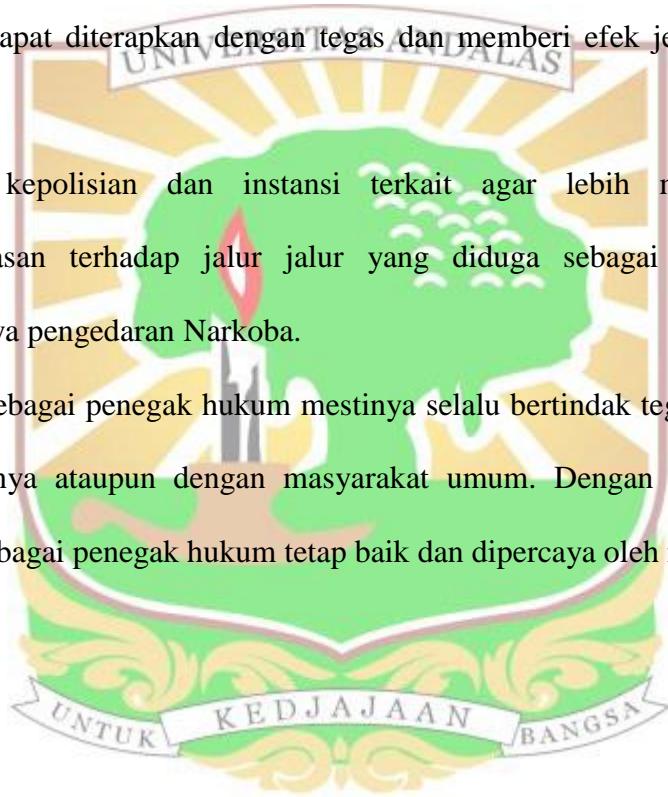 apat diterapkan dengan tegas dan memberi efek je
UNIVERSITAS ANDALAS
kepolisian dan instansi terkait agar lebih
asan terhadap jalur jalur yang diduga sebagai
ya pengedaran Narkoba.
ebagai penegak hukum mestinya selalu bertindak teg
nya ataupun dengan masyarakat umum. Dengan
bagai penegak hukum tetap baik dan dipercaya oleh
UNTUK KEDJAJAAN BANGSA